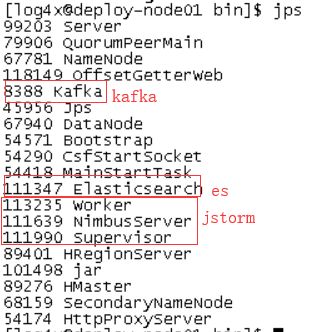 [log4x@deploy-node01 bin]$ jps
99203 Server
79906 QuorumPeerMain
67781 NameNode
118149 OffsetGetterWeb
8388 Kafka kafka
45956 Jps
67940 DataNode
54571 Bootstrap
54290 CsfStartSocket
54418 MainStartTask
111347 Elasticsearch es
113235 worker
111639 NimbusServer jstorm
111990 Supervisor
89401 HRegionServer
101498 jar
89276 HMaster
68159 SecondaryNameNode
54174 HttpProxyServer
[log4x@deploy-node01 bin]$